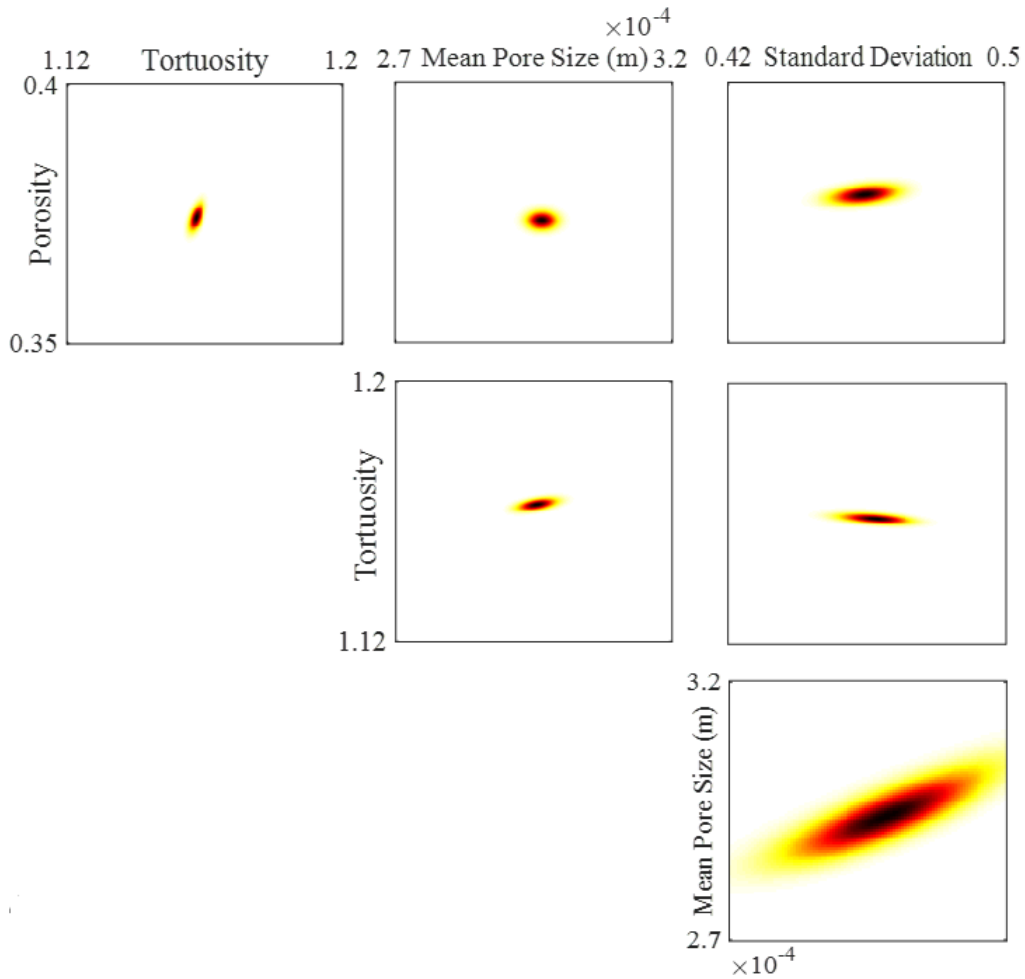 ×10⁻⁴
1.12 Tortuosity 1.2 2.7 Mean Pore Size (m) 3.2 0.42 Standard Deviation 0.5
0.4
Porosity
0.35
1.2
Tortuosity
1.12
3.2
Mean Pore Size (m)
2.7
×10⁻⁴